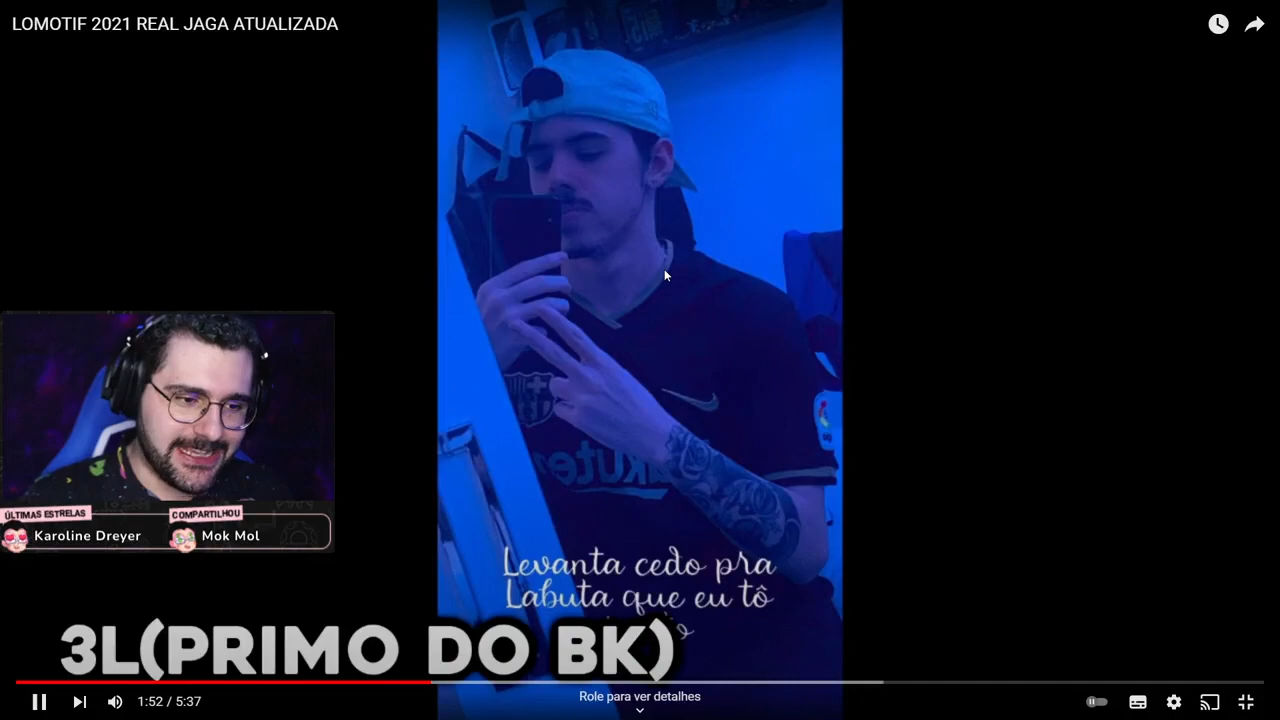 LOMOTIF 2021 REAL JAGA ATUALIZADA
ÚLTIMAS ESTRELAS
COMPARTILHOU
Karoline Dreyer
Mok Mol
Levanta cedo pra
Labuta que eu tô
3L(PRIMO DO BK)
1:52 / 5:37
Role para ver detalhes